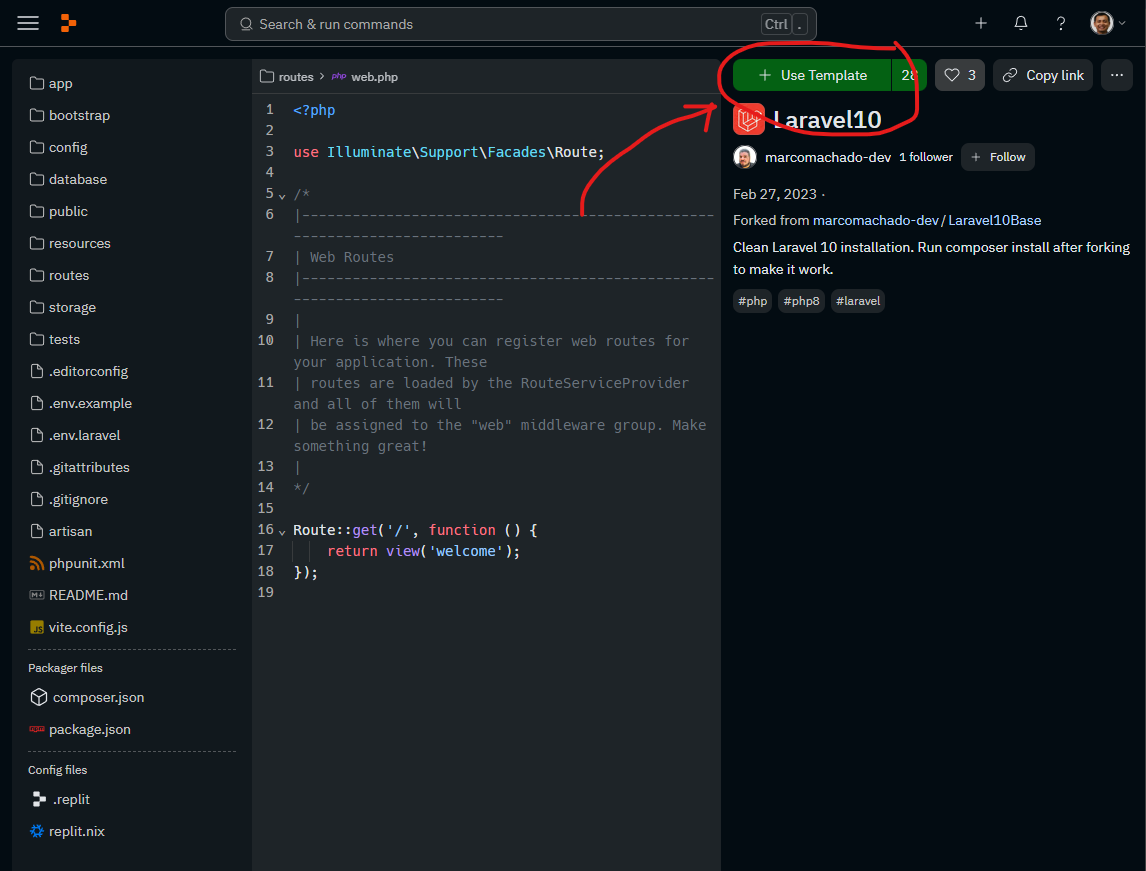 Search & run commands
Ctrl .
app
bootstrap
config
database
public
resources
routes
storage
tests
.editorconfig
.env.example
.env.laravel
.gitattributes
.gitignore
artisan
phpunit.xml
README.md
vite.config.js
Packager files
composer.json
package.json
Config files
.replit
replit.nix
routes > php web.php
1 <?php
2
3 use Illuminate\Support\Facades\Route;
4
5 /*
6 |-------------------------------------------------
-------------------------
7 | Web Routes
8 |-------------------------------------------------
-------------------------
9 |
10 | Here is where you can register web routes for
your application. These
11 | routes are loaded by the RouteServiceProvider
and all of them will
12 | be assigned to the "web" middleware group. Make
something great!
13 |
14 */
15
16 Route::get('/', function () {
17 return view('welcome');
18 });
19
+ Use Template 28
3
Copy link
...
Laravel10
marcomachado-dev 1 follower + Follow
Feb 27, 2023 ·
Forked from marcomachado-dev/Laravel10Base
Clean Laravel 10 installation. Run composer install after forking
to make it work.
#php #php8 #laravel